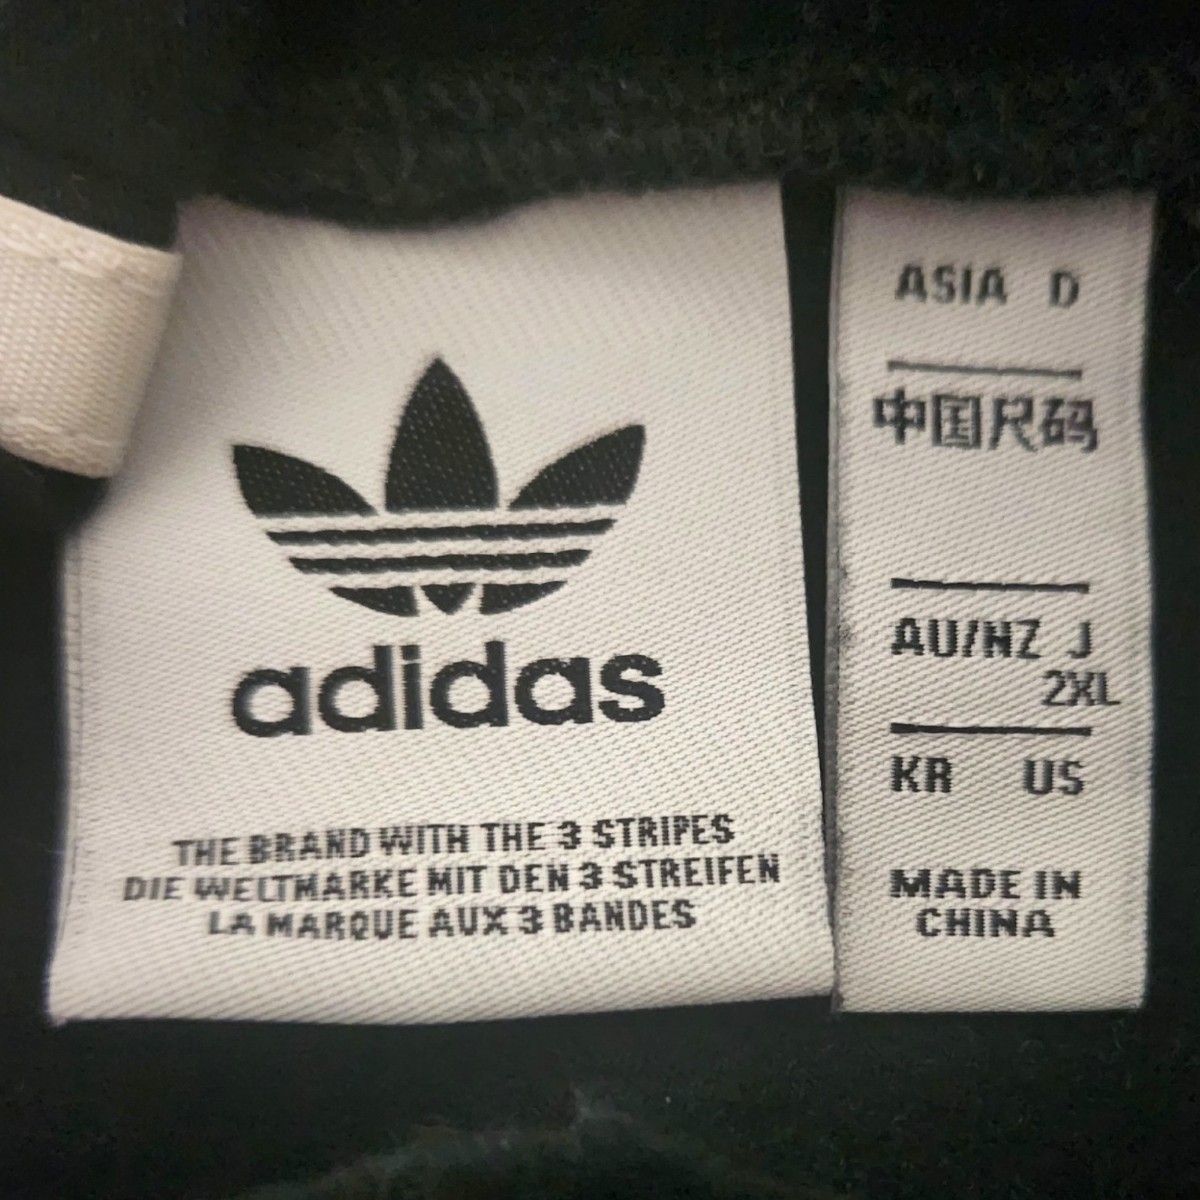 adidas
THE BRAND WITH THE 3 STRIPES
DIE WELTMARKE MIT DEN 3 STREIFEN
LA MARQUE AUX 3 BANDES
ASIA D
中国尺码
AU/NZ J
2XL
KR US
MADE IN
CHINA